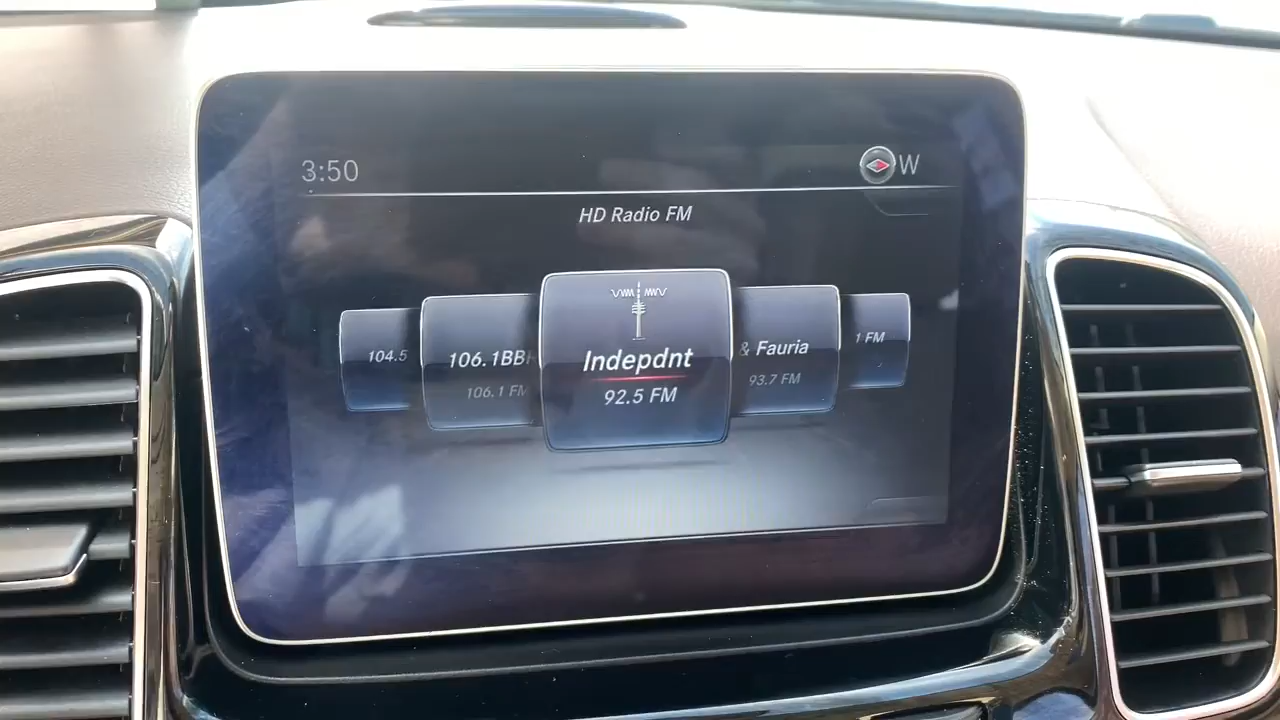 3:50
W
HD Radio FM
104.5
106.1BB
106.1 FM
Indepdnt
92.5 FM
& Fauria
93.7 FM
1 FM